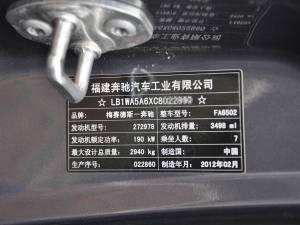 福建奔驰汽车工业有限公司
☆ LB1WA5A6XC8022860 ☆
品牌: 梅赛德斯-奔驰 整车型号: FA6502
发动机型号: 272978 发动机排量: 3498 ml
发动机额定功率: 190 kW 乘坐人数: 7
最大设计总质量: 2940 kg 制造国: 中国
生产序号: 022860 制造年月: 2012年02月